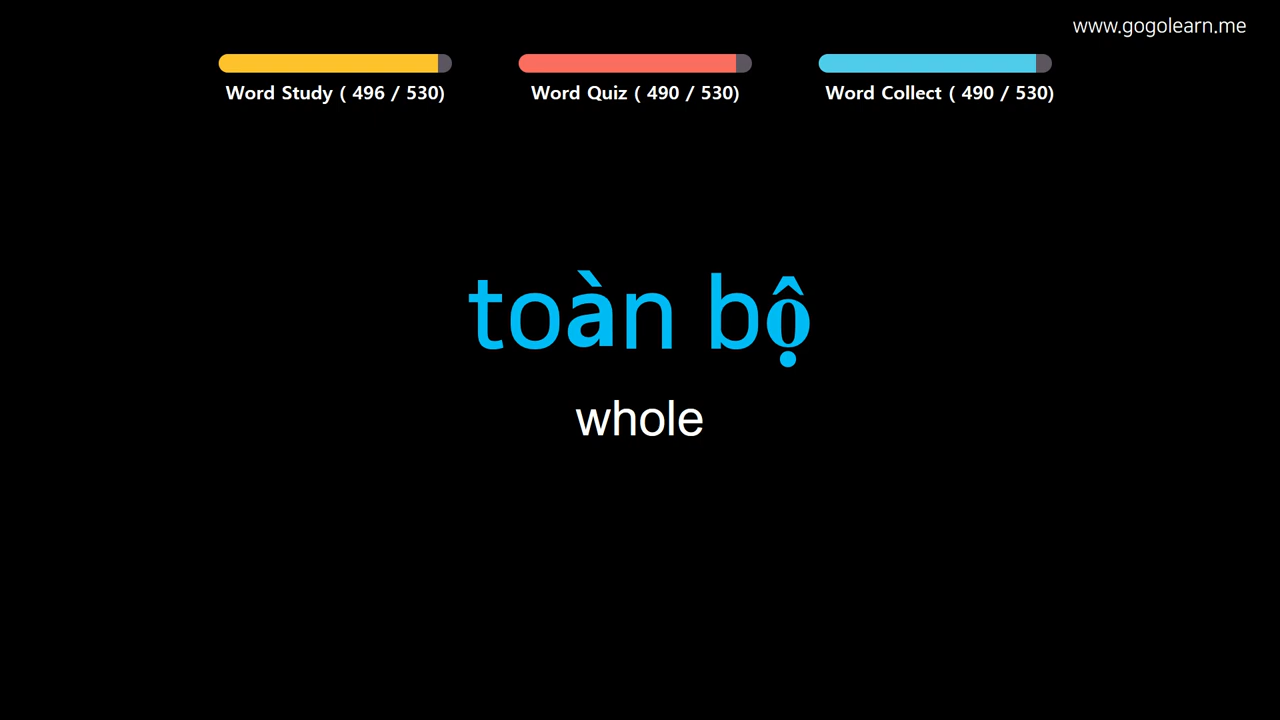 www.gogolearn.me
Word Study ( 496 / 530)
Word Quiz ( 490 / 530)
Word Collect ( 490 / 530)
toàn bộ
whole